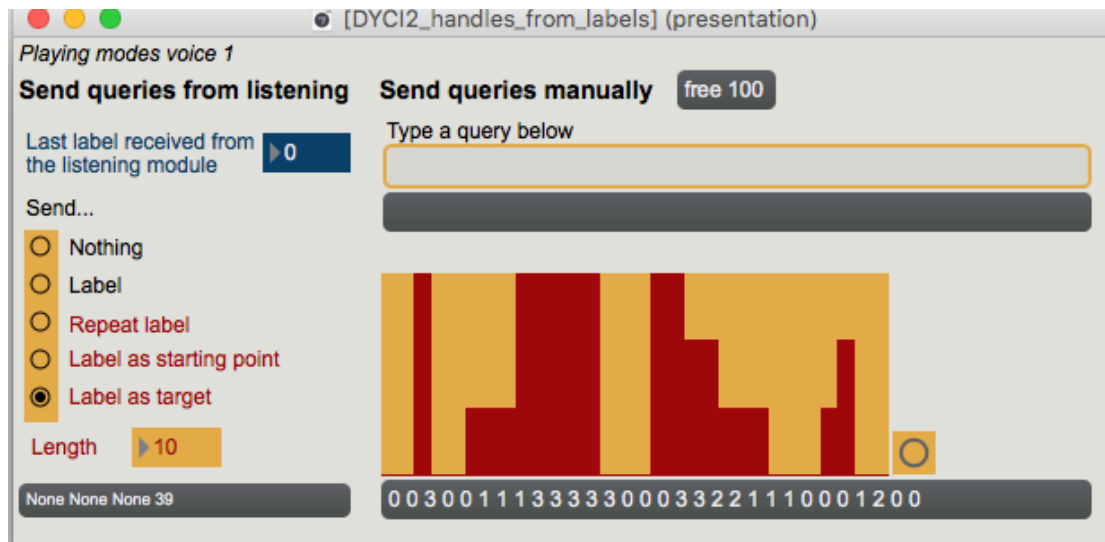 [DYCI2_handles_from_labels] (presentation)
Playing modes voice 1
Send queries from listening
Last label received from
the listening module
0
Send...
Nothing
Label
Repeat label
Label as starting point
Label as target
Length
10
None None None 39
Send queries manually
free 100
Type a query below
0 0 3 0 0 1 1 1 3 3 3 3 3 0 0 0 3 3 2 2 1 1 1 0 0 0 1 2 0 0